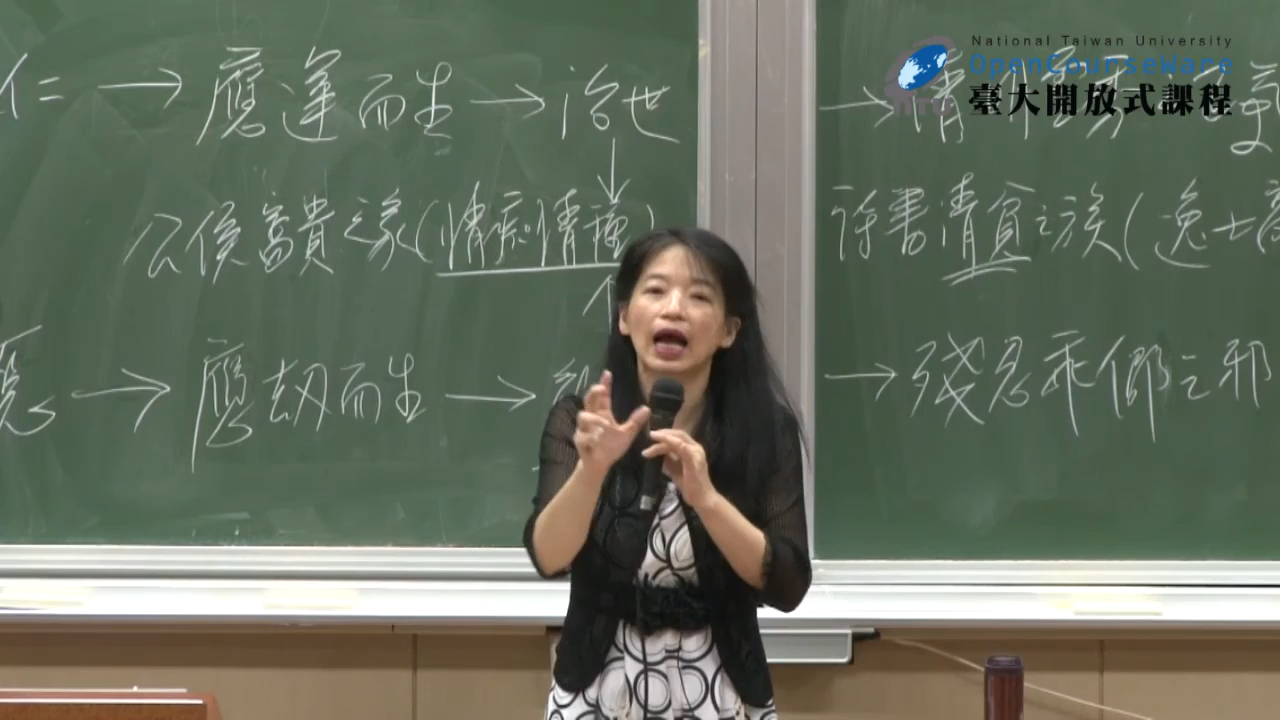 National Taiwan University
OpenCourseWare
臺大開放式課程
仁 → 應運而生 → 治世
→ 清
公侯富貴之家(情痴情種)
詩書清貧之族(逸士高
惡 → 應劫而生 →
→ 殘忍乖僻之邪